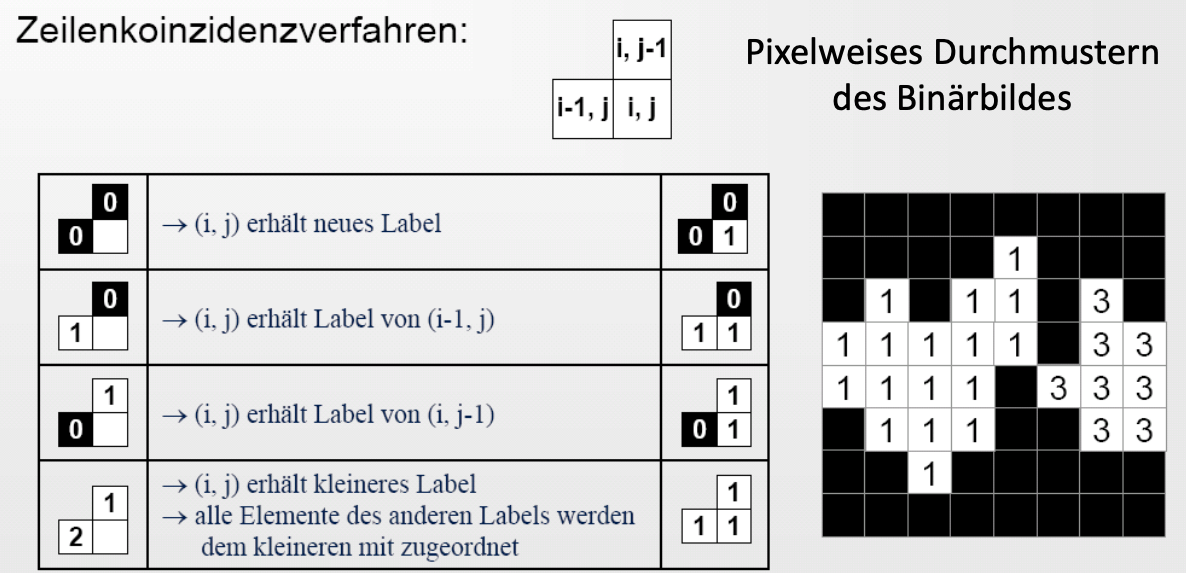 Zeilenkoinzidenzverfahren:
i, j-1
i-1, j i, j
Pixelweises Durchmustern
des Binärbildes
0
0
→ (i, j) erhält neues Label
0
0 1
0
1
→ (i, j) erhält Label von (i-1, j)
0
1 1
1
0
→ (i, j) erhält Label von (i, j-1)
1
0 1
1
2
→ (i, j) erhält kleineres Label
→ alle Elemente des anderen Labels werden
dem kleineren mit zugeordnet
1
1 1
1
1 1 1 3
1 1 1 1 1 3 3
1 1 1 1 3 3 3
1 1 1 3 3
1